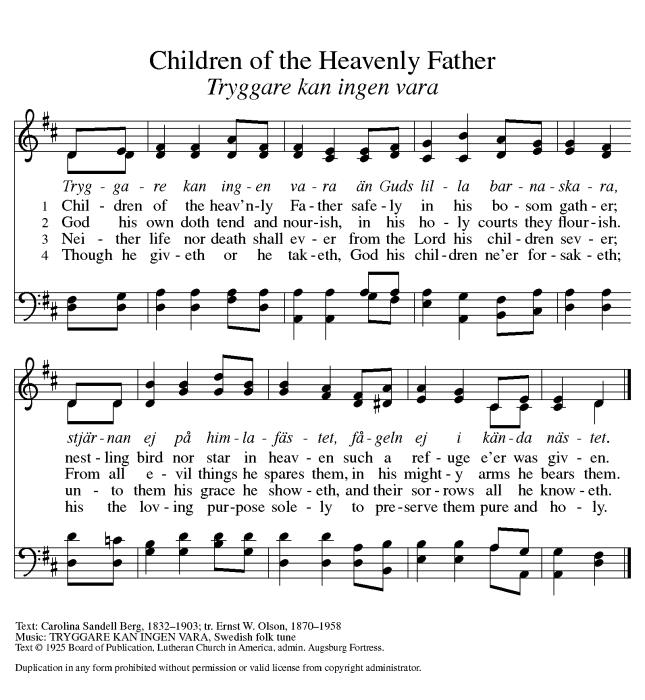 Children of the Heavenly Father
Tryggare kan ingen vara
Tryg - ga - re kan ing - en va - ra än Guds lil - la bar - na - ska - ra,
1 Chil - dren of the heav'n-ly Fa - ther safe - ly in his bo - som gath - er;
2 God his own doth tend and nour-ish, in his ho - ly courts they flour-ish.
3 Nei - ther life nor death shall ev - er from the Lord his chil - dren sev - er;
4 Though he giv - eth or he tak - eth, God his chil - dren ne'er for - sak - eth;
stjär-nan ej på him-la-fäs-tet, få-geln ej i kän-da näs-tet.
nest - ling bird nor star in heav - en such a ref - uge e'er was giv - en.
From all e - vil things he spares them, in his might - y arms he bears them.
un - to them his grace he show - eth, and their sor - rows all he know - eth.
his the lov - ing pur-pose sole - ly to pre-serve them pure and ho - ly.
Text: Carolina Sandell Berg, 1832–1903; tr. Ernst W. Olson, 1870–1958
Music: TRYGGARE KAN INGEN VARA, Swedish folk tune
Text © 1925 Board of Publication, Lutheran Church in America, admin. Augsburg Fortress.
Duplication in any form prohibited without permission or valid license from copyright administrator.